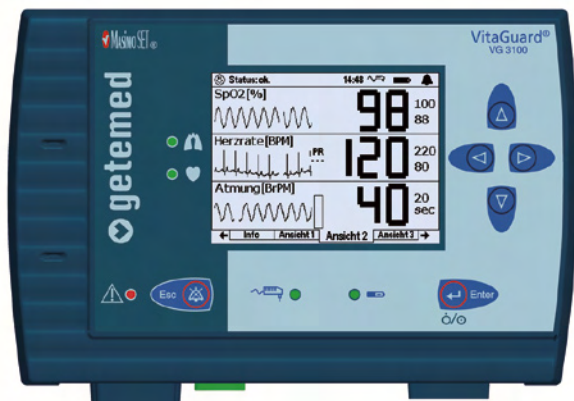 Masimo SET®
VitaGuard®
VG 3100
getemed
Status:ok. 14:48
SpO2[%] 98 100
88
Herzrate[BPM] PR 120 220
--- 80
Atmung[BrPM] 40 20
sec
← Info Ansicht 1 Ansicht 2 Ansicht 3 →
Esc
Enter